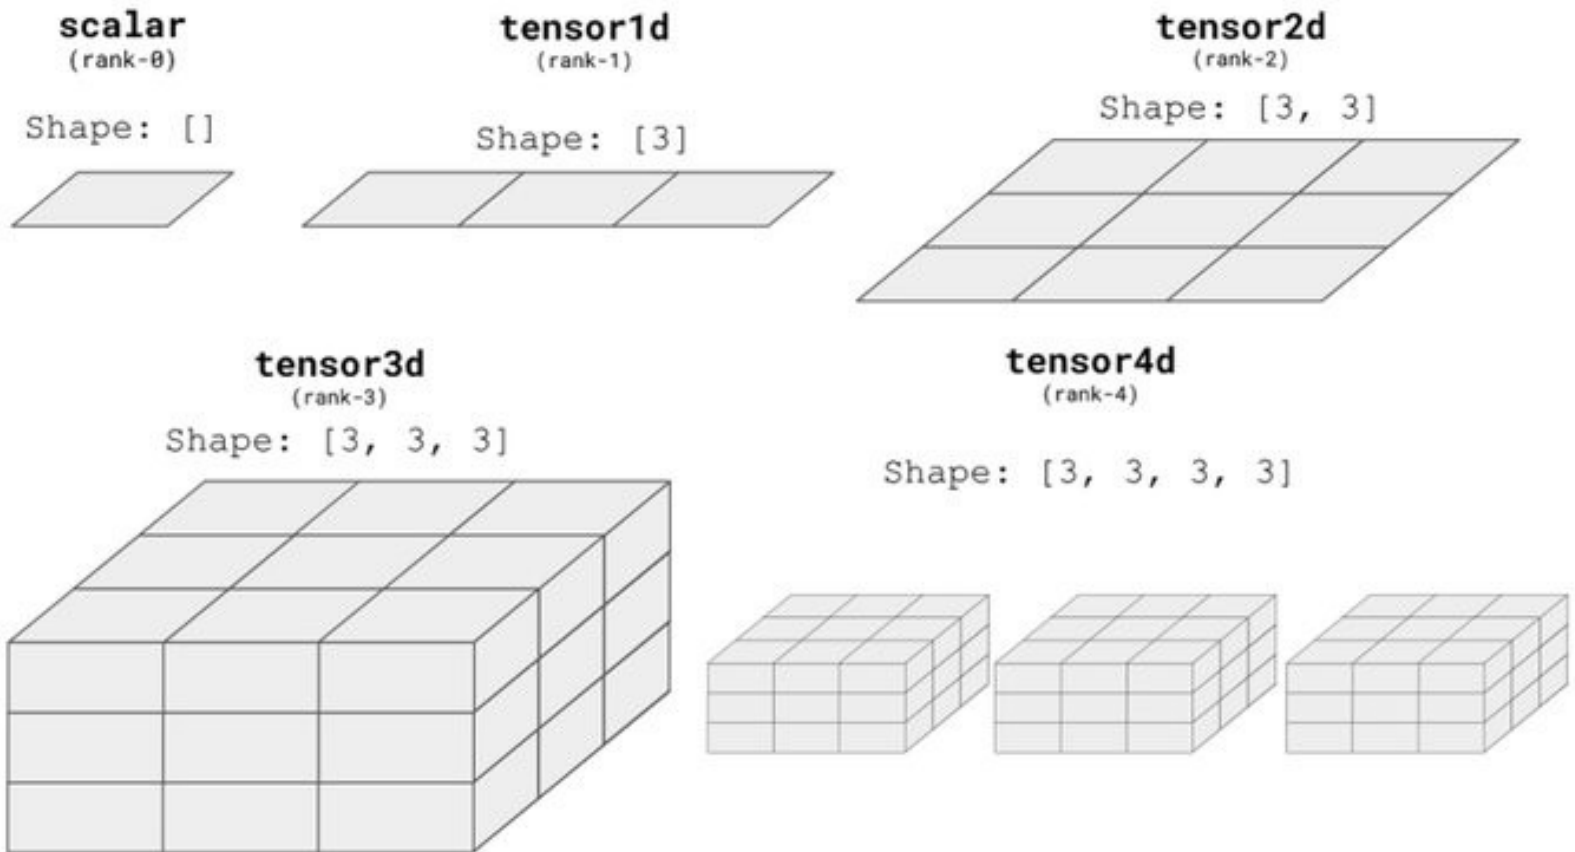 scalar
(rank-0)
Shape: []
tensor1d
(rank-1)
Shape: [3]
tensor2d
(rank-2)
Shape: [3, 3]
tensor3d
(rank-3)
Shape: [3, 3, 3]
tensor4d
(rank-4)
Shape: [3, 3, 3, 3]